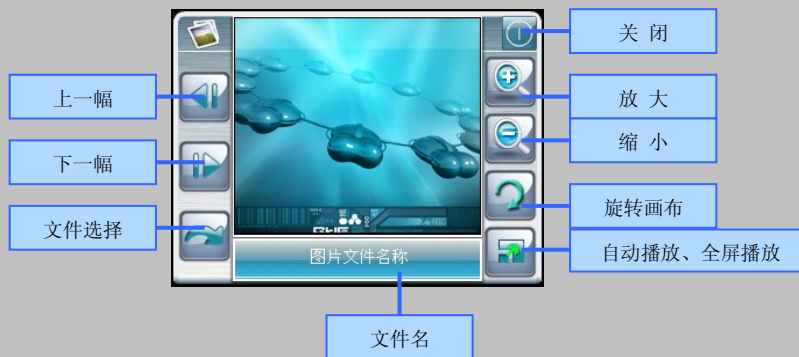 关 闭
上一幅
放 大
缩 小
下一幅
旋转画布
文件选择
自动播放、全屏播放
图片文件名称
文件名